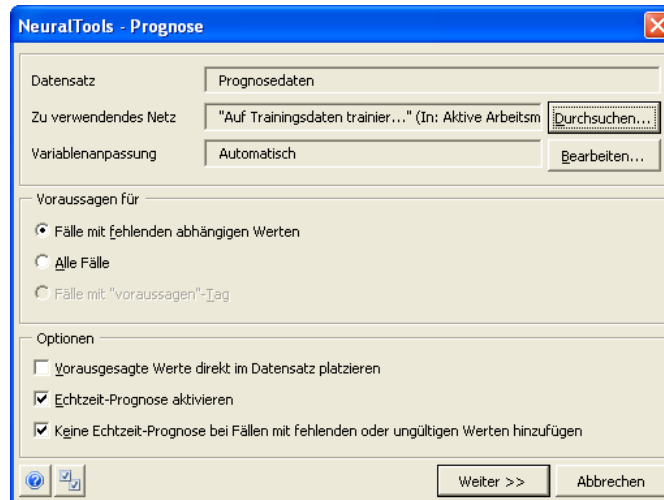 NeuralTools - Prognose
Datensatz Prognosedaten
Zu verwendendes Netz "Auf Trainingsdaten trainier..." (In: Aktive Arbeitsm Durchsuchen...
Variablenanpassung Automatisch Bearbeiten...
Voraussagen für
Fälle mit fehlenden abhängigen Werten
Alle Fälle
Fälle mit "voraussagen"-Tag
Optionen
Vorausgesagte Werte direkt im Datensatz platzieren
Echtzeit-Prognose aktivieren
Keine Echtzeit-Prognose bei Fällen mit fehlenden oder ungültigen Werten hinzufügen
Weiter >> Abbrechen